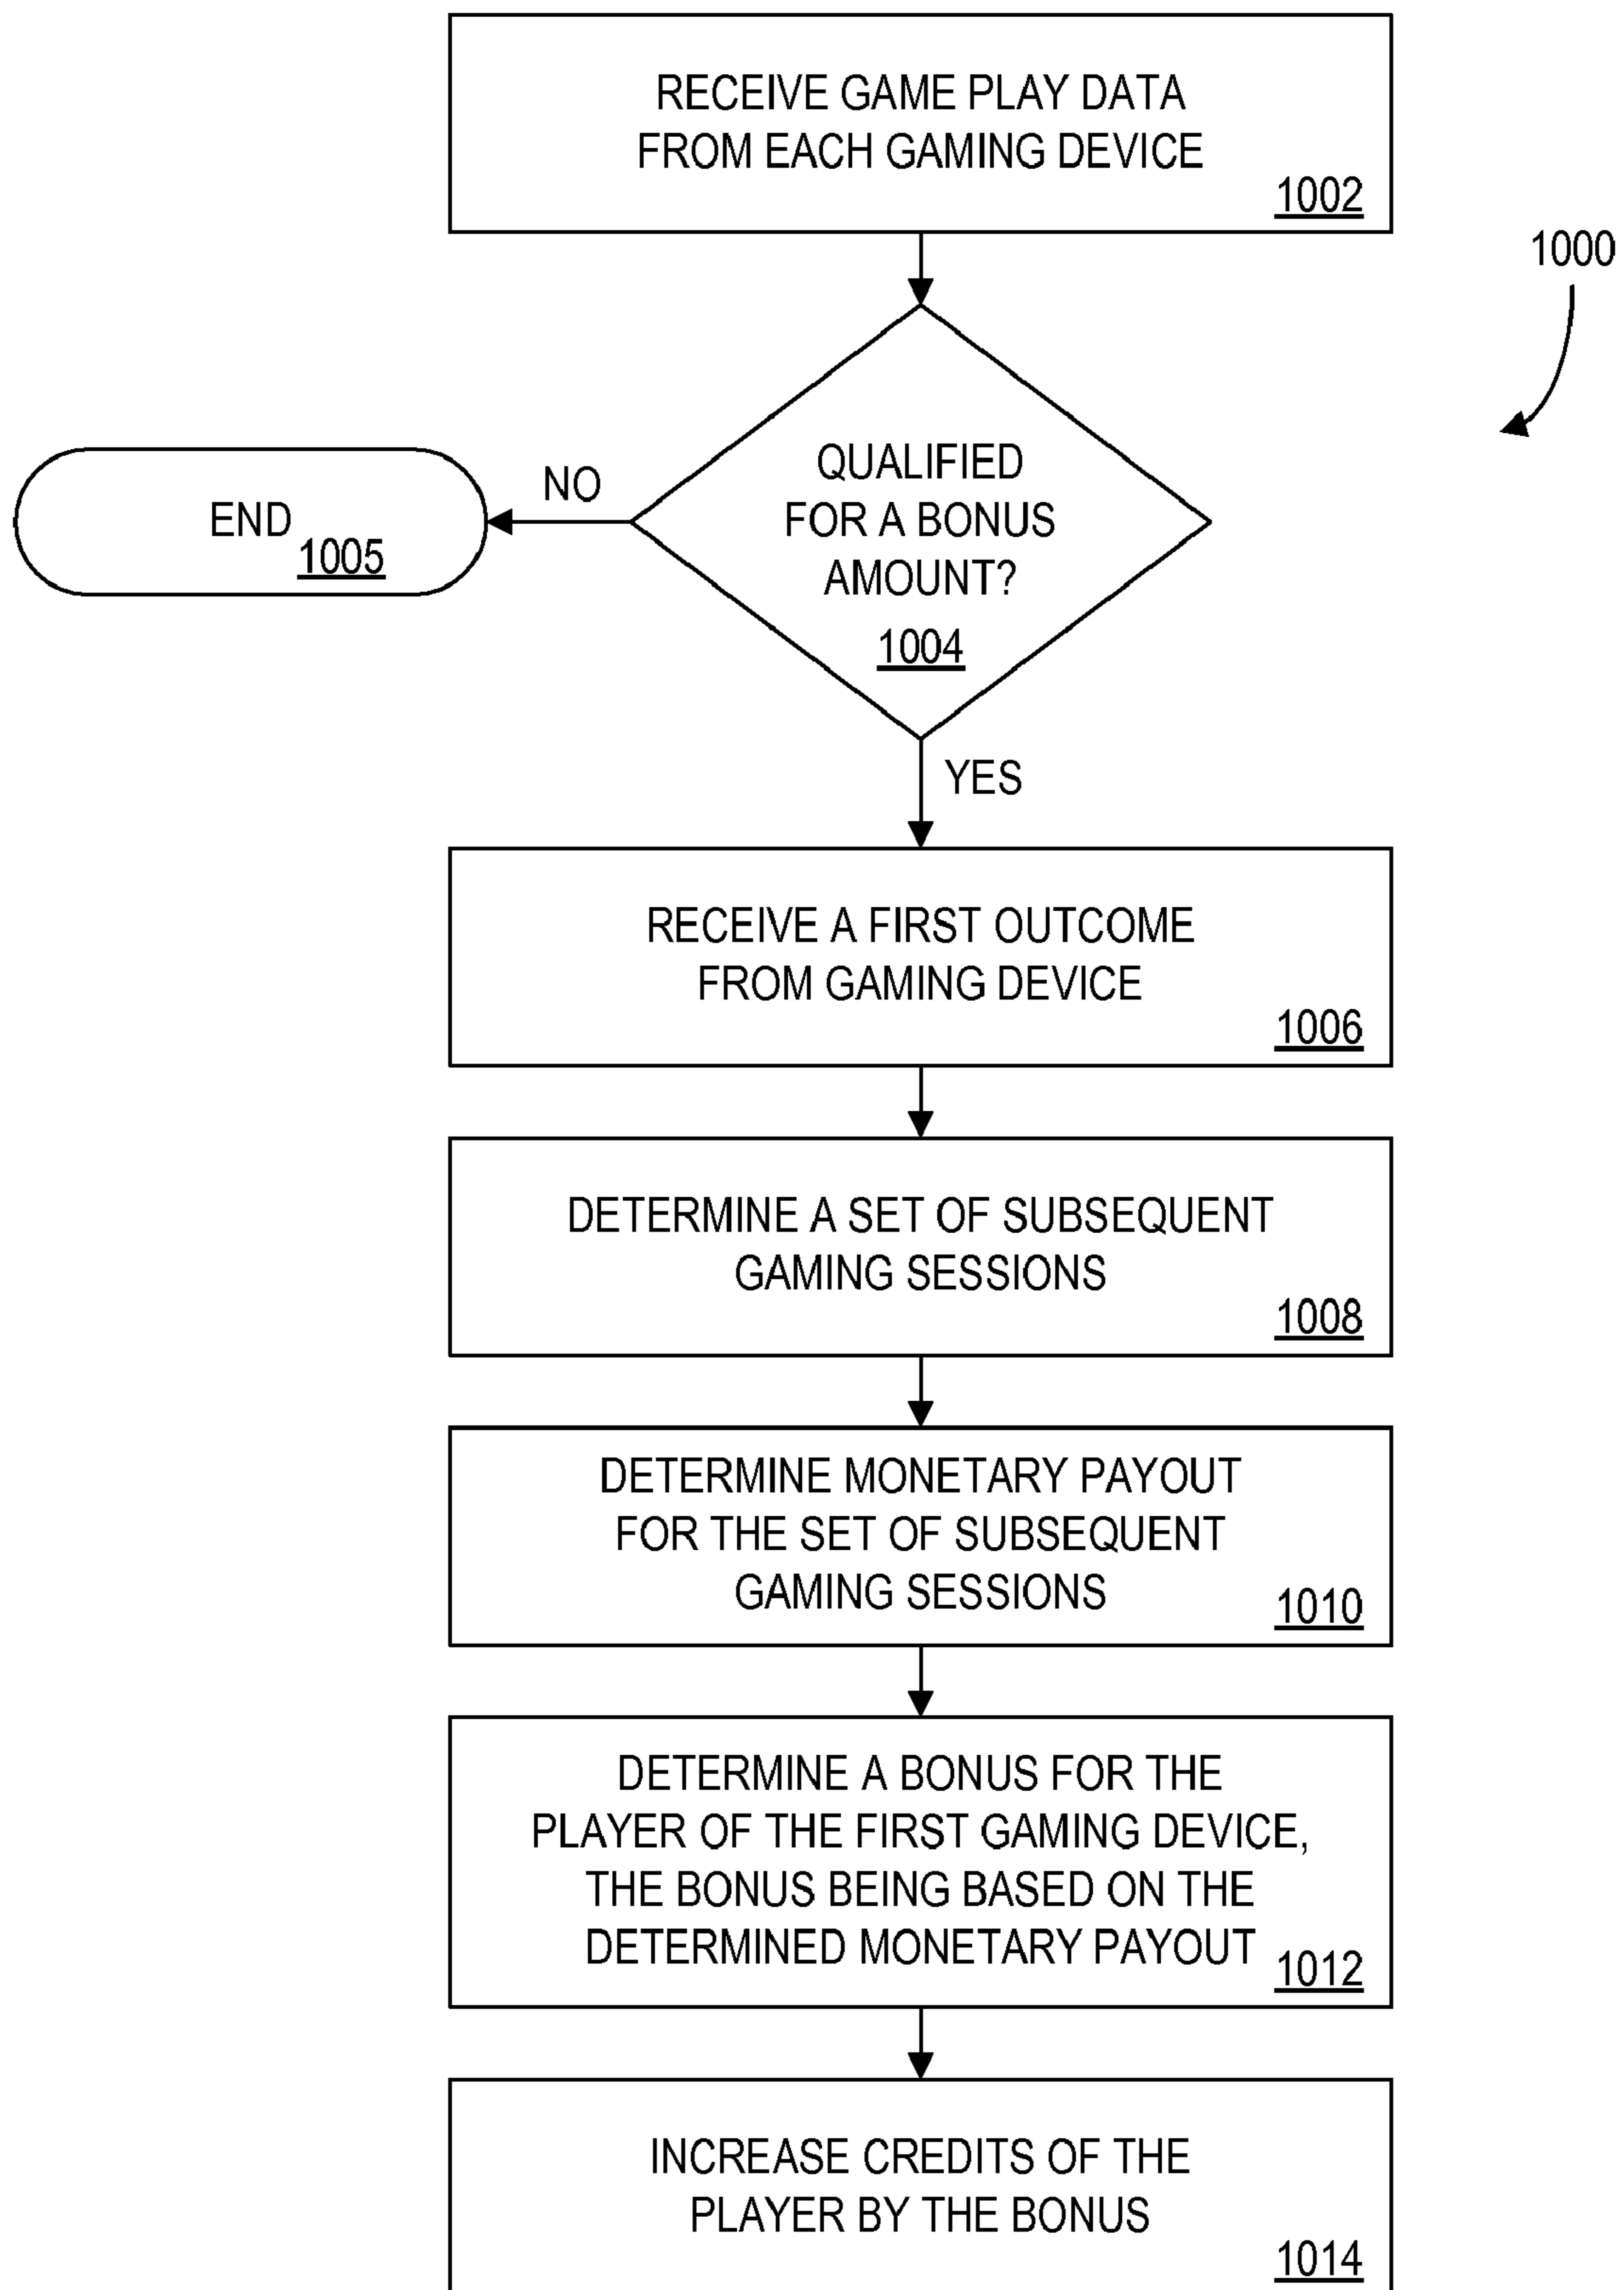 RECEIVE GAME PLAY DATA
FROM EACH GAMING DEVICE
1002
1000
QUALIFIED
FOR A BONUS
AMOUNT?
1004
NO
END
1005
YES
RECEIVE A FIRST OUTCOME
FROM GAMING DEVICE
1006
DETERMINE A SET OF SUBSEQUENT
GAMING SESSIONS
1008
DETERMINE MONETARY PAYOUT
FOR THE SET OF SUBSEQUENT
GAMING SESSIONS
1010
DETERMINE A BONUS FOR THE
PLAYER OF THE FIRST GAMING DEVICE,
THE BONUS BEING BASED ON THE
DETERMINED MONETARY PAYOUT
1012
INCREASE CREDITS OF THE
PLAYER BY THE BONUS
1014